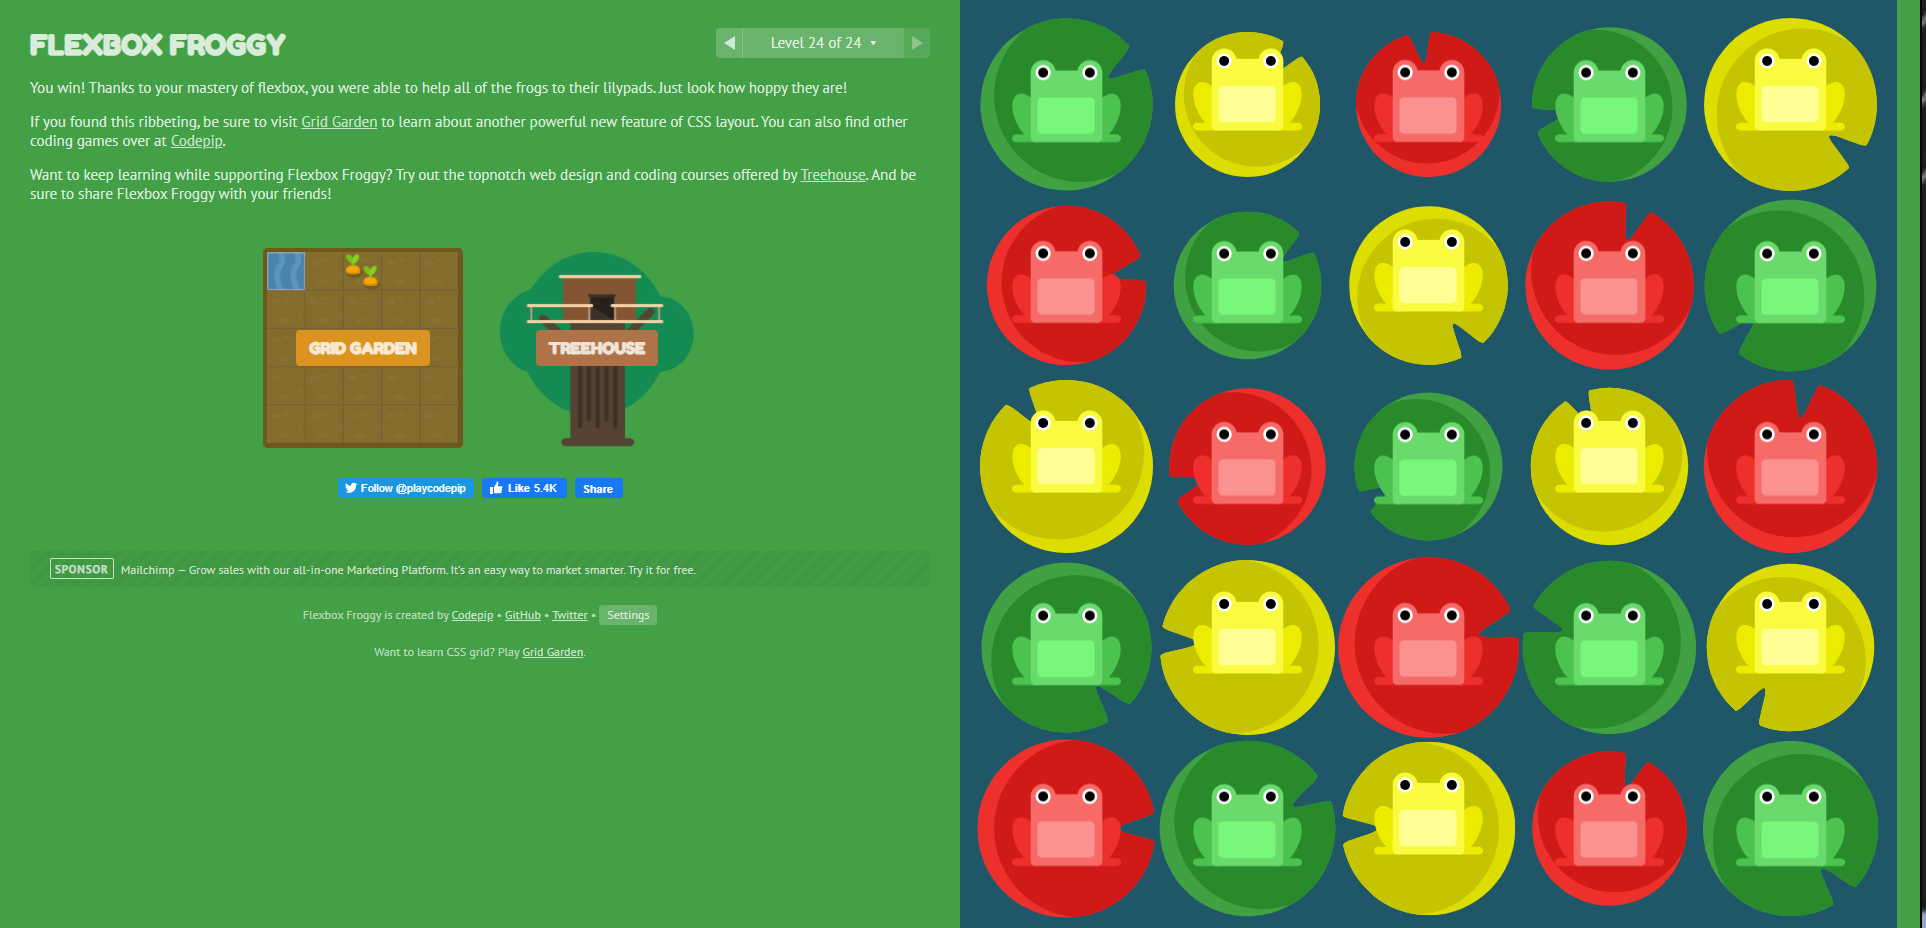 FLEXBOX FROGGY
Level 24 of 24
You win! Thanks to your mastery of flexbox, you were able to help all of the frogs to their lilypads. Just look how hoppy they are!
If you found this ribbeting, be sure to visit Grid Garden to learn about another powerful new feature of CSS layout. You can also find other
coding games over at Codepip.
Want to keep learning while supporting Flexbox Froggy? Try out the topnotch web design and coding courses offered by Treehouse. And be
sure to share Flexbox Froggy with your friends!
GRID GARDEN
TREEHOUSE
Follow @playcodepip
Like 5.4K
Share
SPONSOR
Mailchimp — Grow sales with our all-in-one Marketing Platform. It's an easy way to market smarter. Try it for free.
Flexbox Froggy is created by Codepip • GitHub • Twitter • Settings
Want to learn CSS grid? Play Grid Garden.